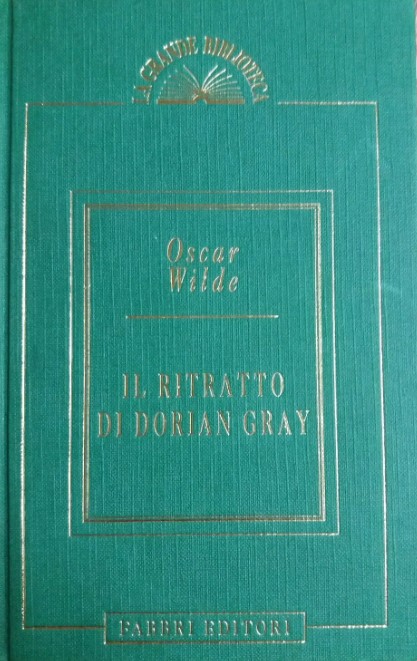 LA GRANDE BIBLIOTECA
Oscar
Wilde
IL RITRATTO
DI DORIAN GRAY
FABBRI EDITORI